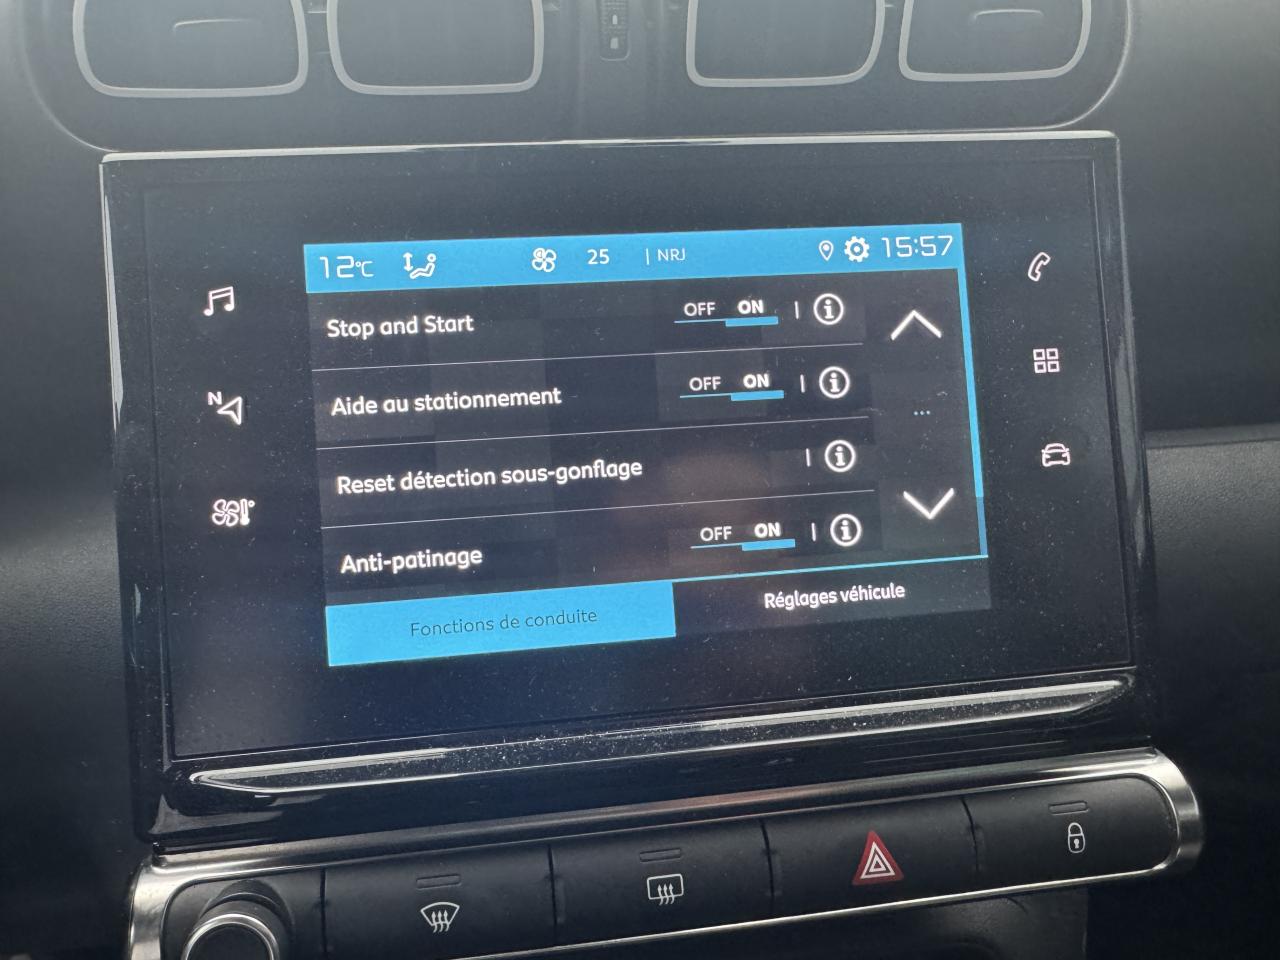 12°C 25 | NRJ 15:57
Stop and Start OFF ON
Aide au stationnement OFF ON
Reset détection sous-gonflage
Anti-patinage OFF ON
Fonctions de conduite Réglages véhicule
N